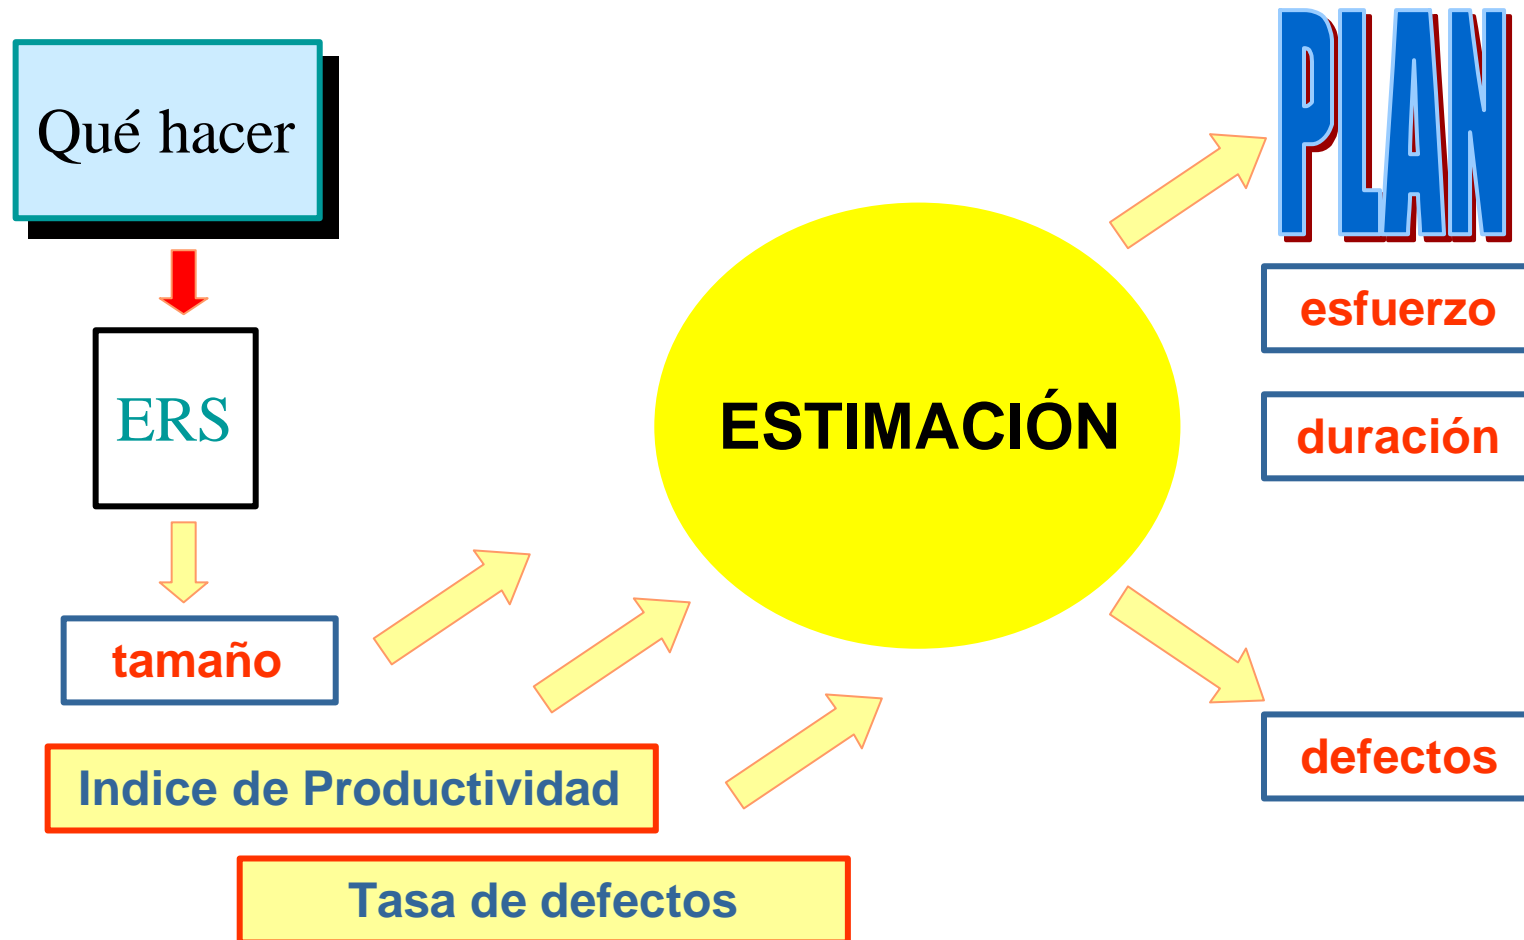 Qué hacer
PLAN
esfuerzo
ERS
ESTIMACIÓN
duración
tamaño
Indice de Productividad
defectos
Tasa de defectos